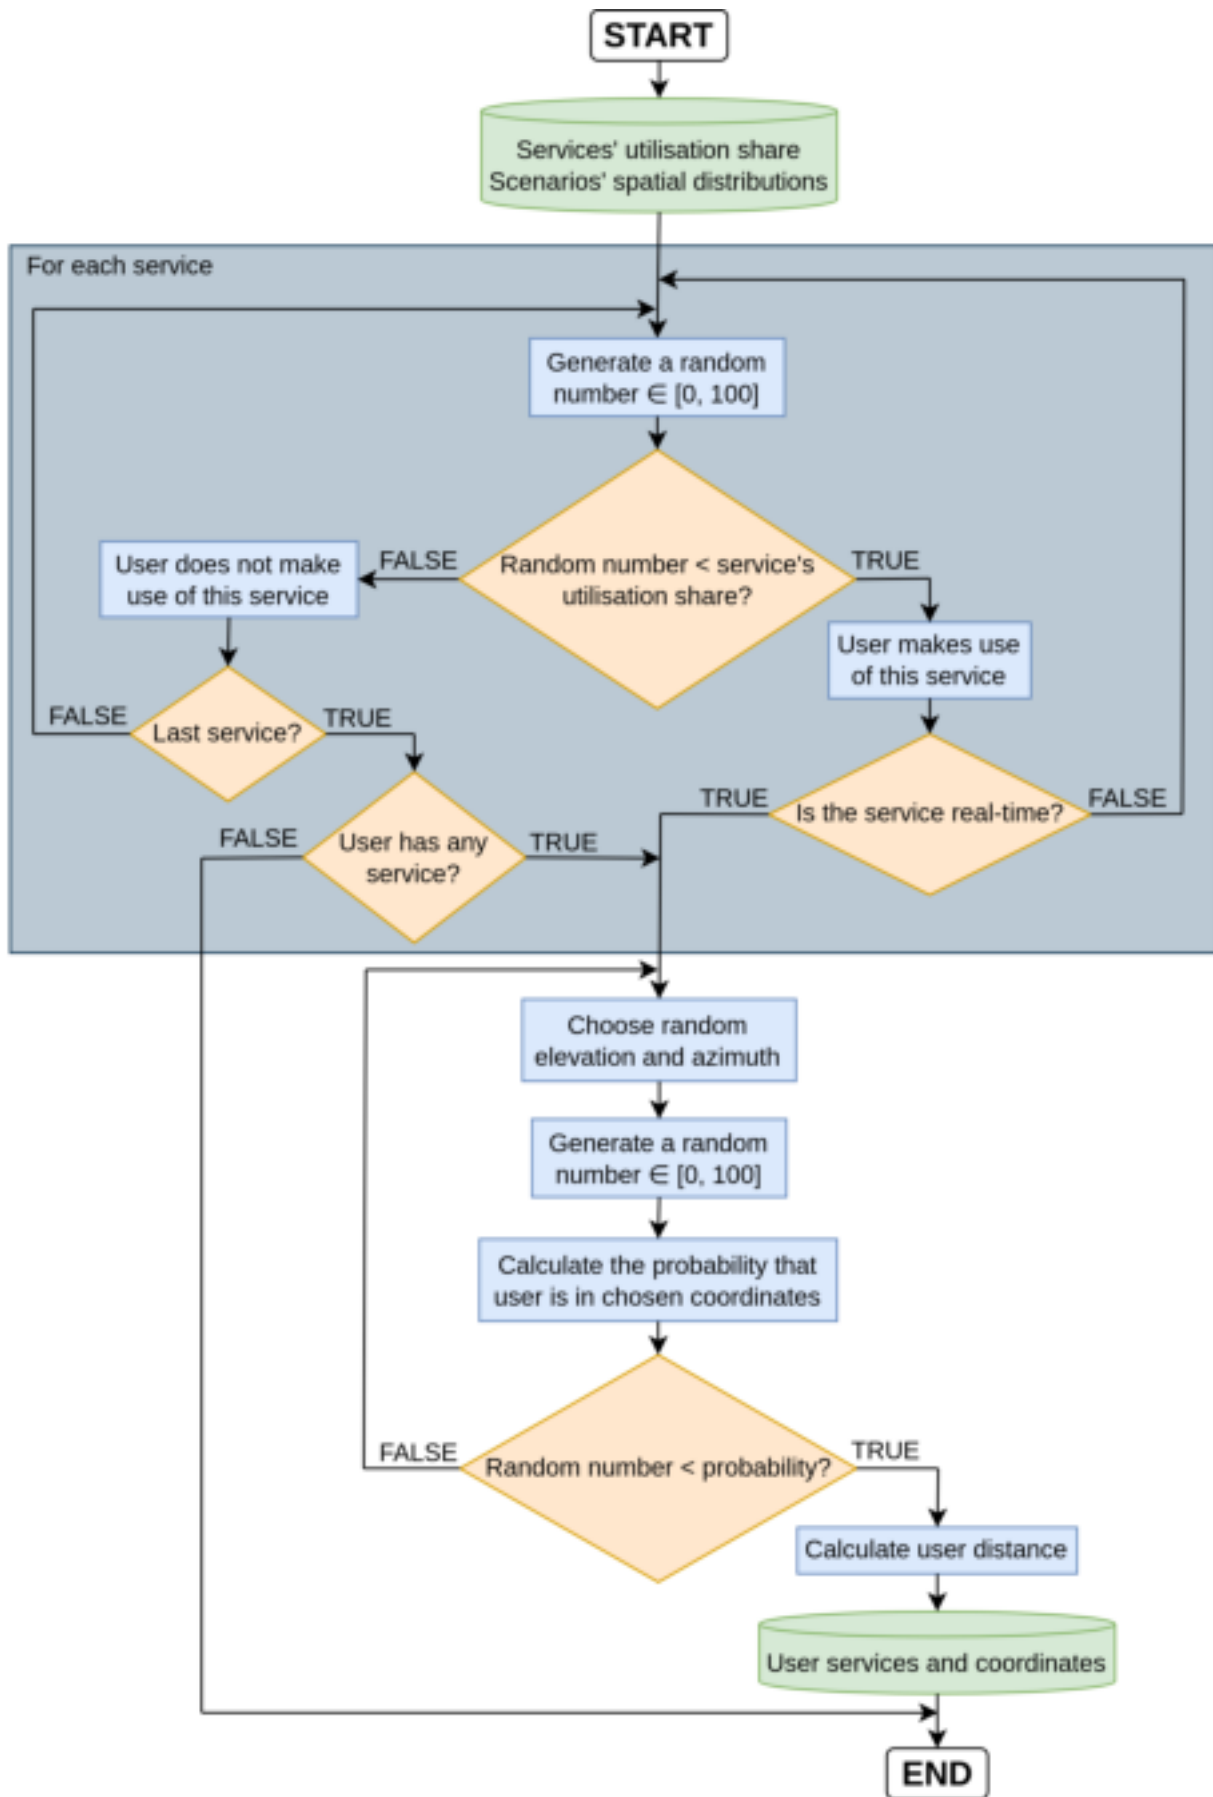 START
Services' utilisation share
Scenarios' spatial distributions
For each service
Generate a random
number ∈ [0, 100]
Random number < service's
utilisation share?
FALSE
TRUE
User does not make
use of this service
User makes use
of this service
Last service?
FALSE
TRUE
Is the service real-time?
TRUE
FALSE
User has any
service?
FALSE
TRUE
Choose random
elevation and azimuth
Generate a random
number ∈ [0, 100]
Calculate the probability that
user is in chosen coordinates
Random number < probability?
FALSE
TRUE
Calculate user distance
User services and coordinates
END